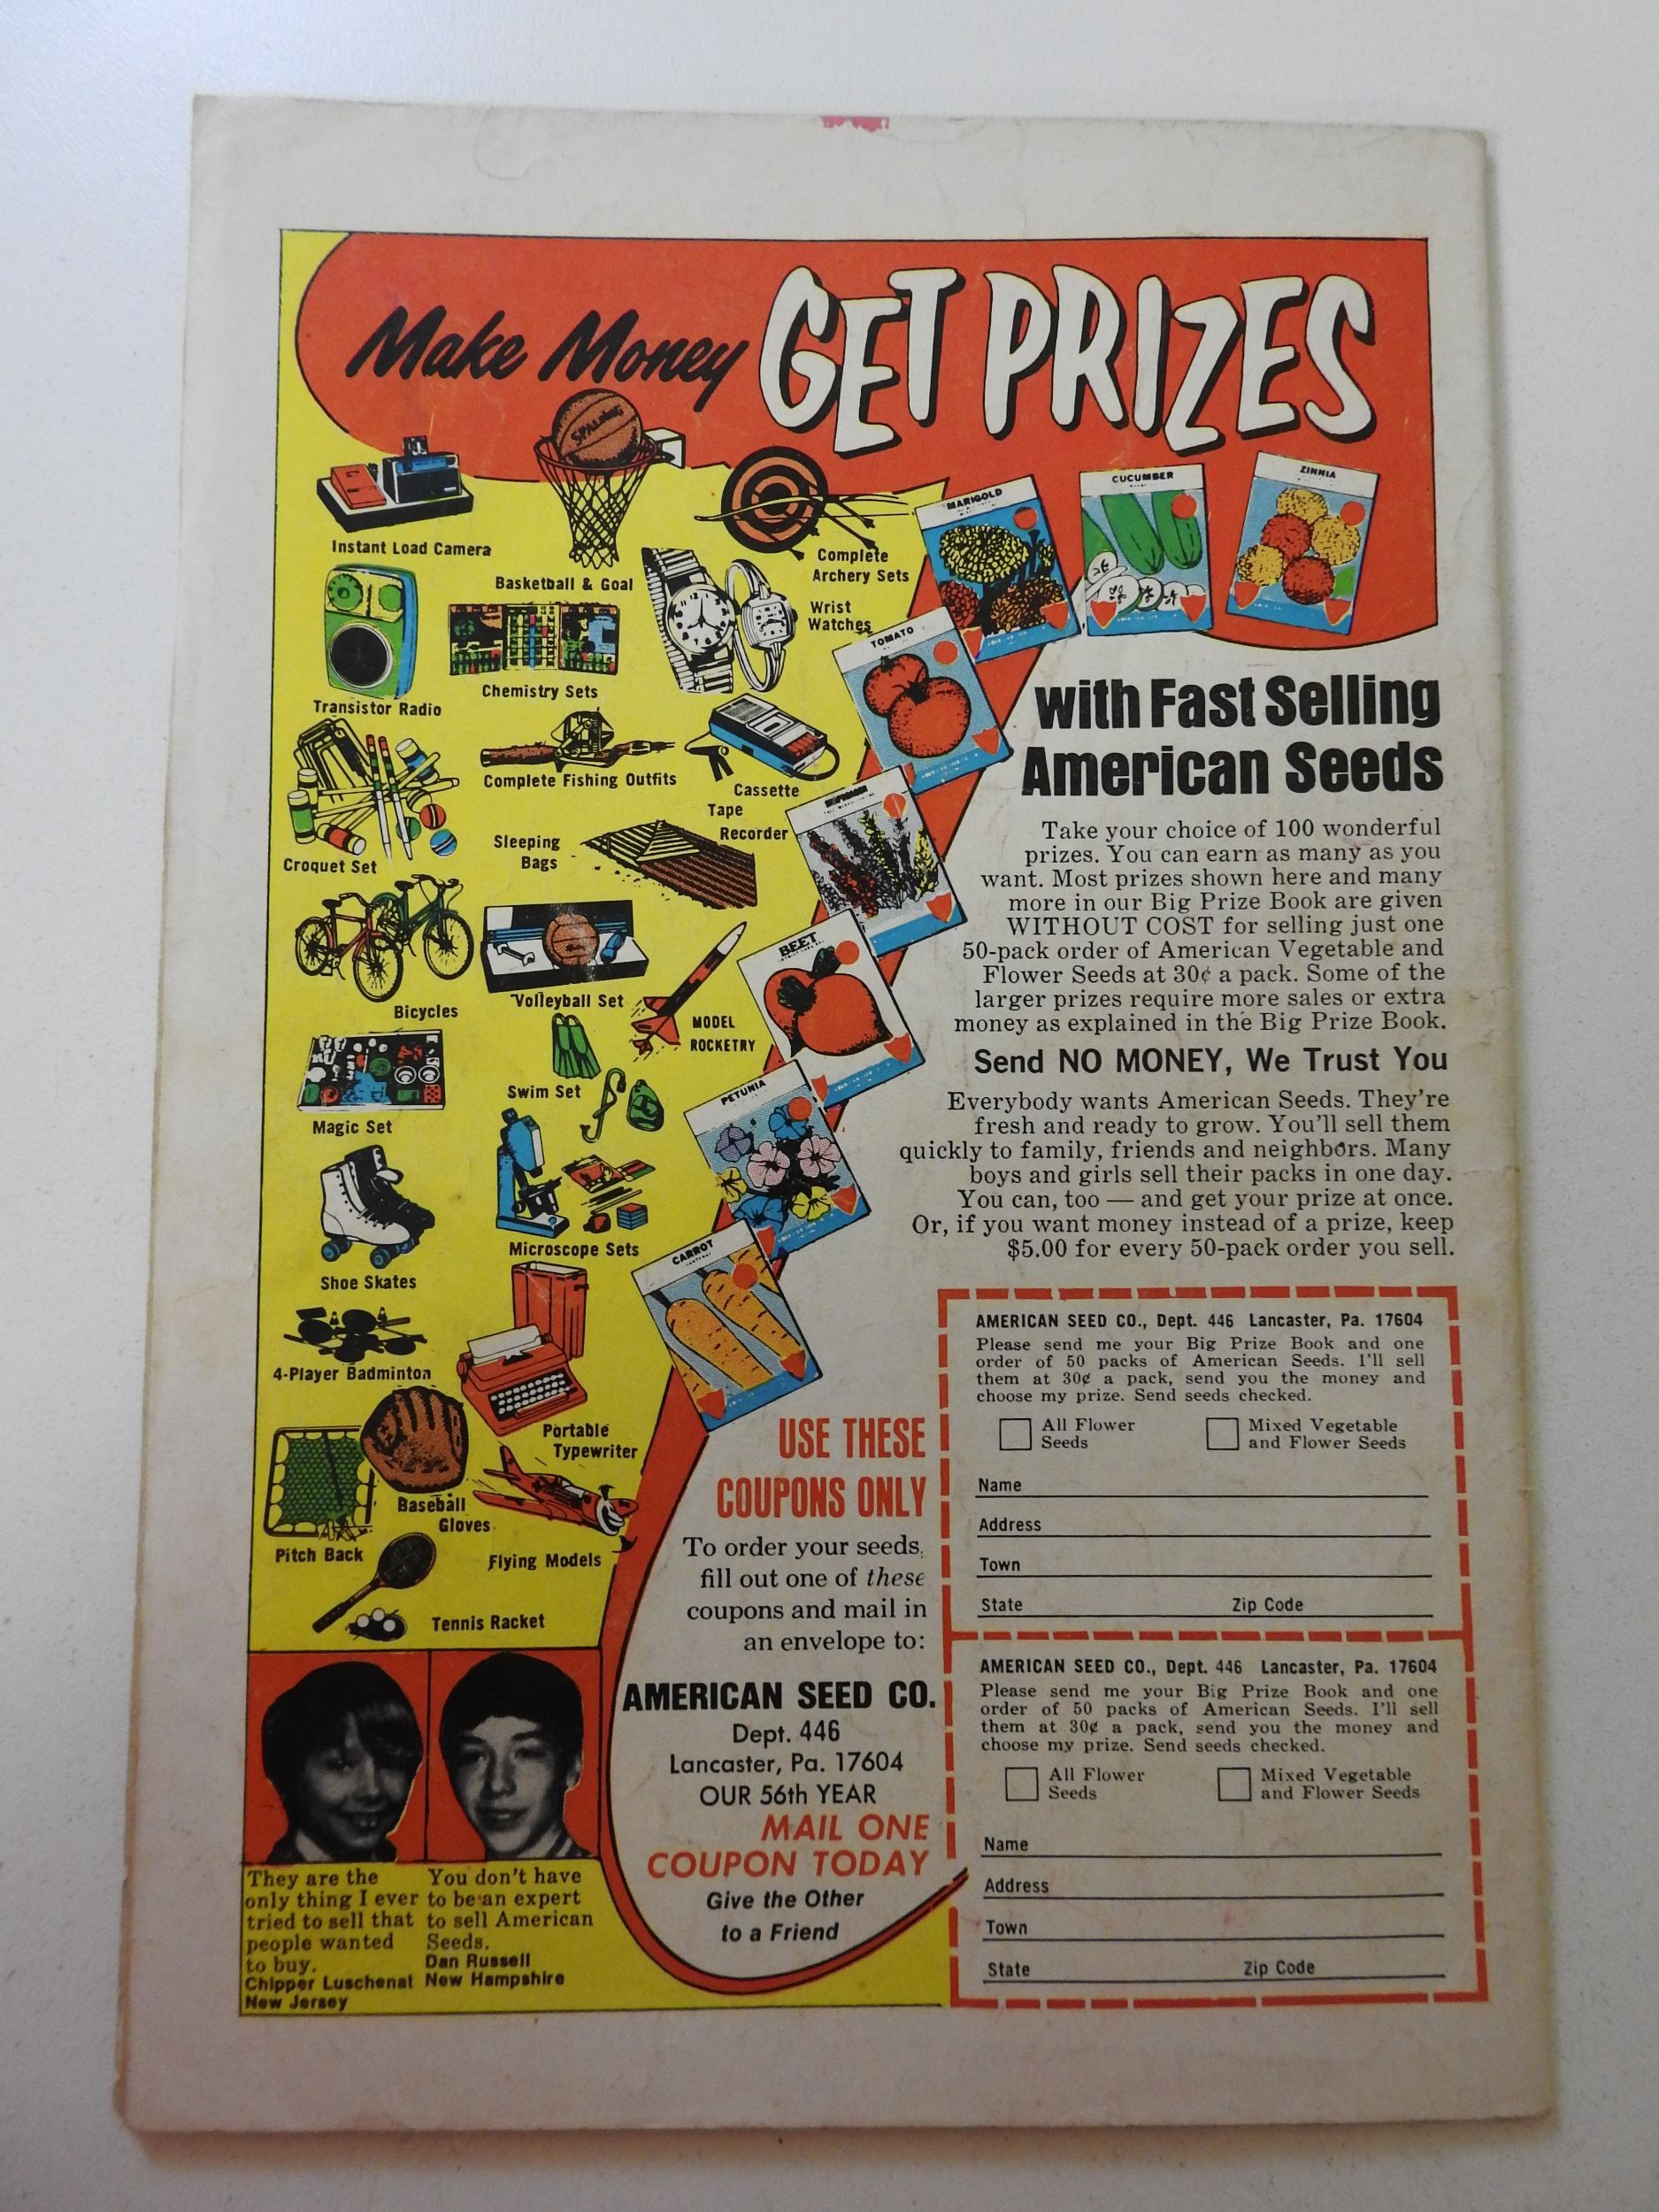 Make Money GET PRIZES
SPALDING
Instant Load Camera
Basketball & Goal
Complete
Archery Sets
Wrist
Watches
Transistor Radio
Chemistry Sets
Complete Fishing Outfits
Cassette
Tape
Recorder
Croquet Set
Sleeping
Bags
Bicycles
Volleyball Set
MODEL
ROCKETRY
Magic Set
Swim Set
Shoe Skates
Microscope Sets
4-Player Badminton
Portable
Typewriter
Baseball
Gloves
Pitch Back
Flying Models
Tennis Racket
MARIGOLD
CUCUMBER
ZINNIA
TOMATO
BEET
PETUNIA
CARROT
with Fast Selling
American Seeds
Take your choice of 100 wonderful
prizes. You can earn as many as you
want. Most prizes shown here and many
more in our Big Prize Book are given
WITHOUT COST for selling just one
50-pack order of American Vegetable and
Flower Seeds at 30¢ a pack. Some of the
larger prizes require more sales or extra
money as explained in the Big Prize Book.
Send NO MONEY, We Trust You
Everybody wants American Seeds. They're
fresh and ready to grow. You'll sell them
quickly to family, friends and neighbors. Many
boys and girls sell their packs in one day.
You can, too — and get your prize at once.
Or, if you want money instead of a prize, keep
$5.00 for every 50-pack order you sell.
USE THESE
COUPONS ONLY
To order your seeds,
fill out one of these
coupons and mail in
an envelope to:
AMERICAN SEED CO.
Dept. 446
Lancaster, Pa. 17604
OUR 56th YEAR
MAIL ONE
COUPON TODAY
Give the Other
to a Friend
AMERICAN SEED CO., Dept. 446 Lancaster, Pa. 17604
Please send me your Big Prize Book and one
order of 50 packs of American Seeds. I'll sell
them at 30¢ a pack, send you the money and
choose my prize. Send seeds checked.
All Flower
Seeds
Mixed Vegetable
and Flower Seeds
Name
Address
Town
State Zip Code
AMERICAN SEED CO., Dept. 446 Lancaster, Pa. 17604
Please send me your Big Prize Book and one
order of 50 packs of American Seeds. I'll sell
them at 30¢ a pack, send you the money and
choose my prize. Send seeds checked.
All Flower
Seeds
Mixed Vegetable
and Flower Seeds
Name
Address
Town
State Zip Code
They are the
only thing I ever
tried to sell that
people wanted
to buy.
Chipper Luschenat
New Jersey
You don't have
to be an expert
to sell American
Seeds.
Dan Russell
New Hampshire